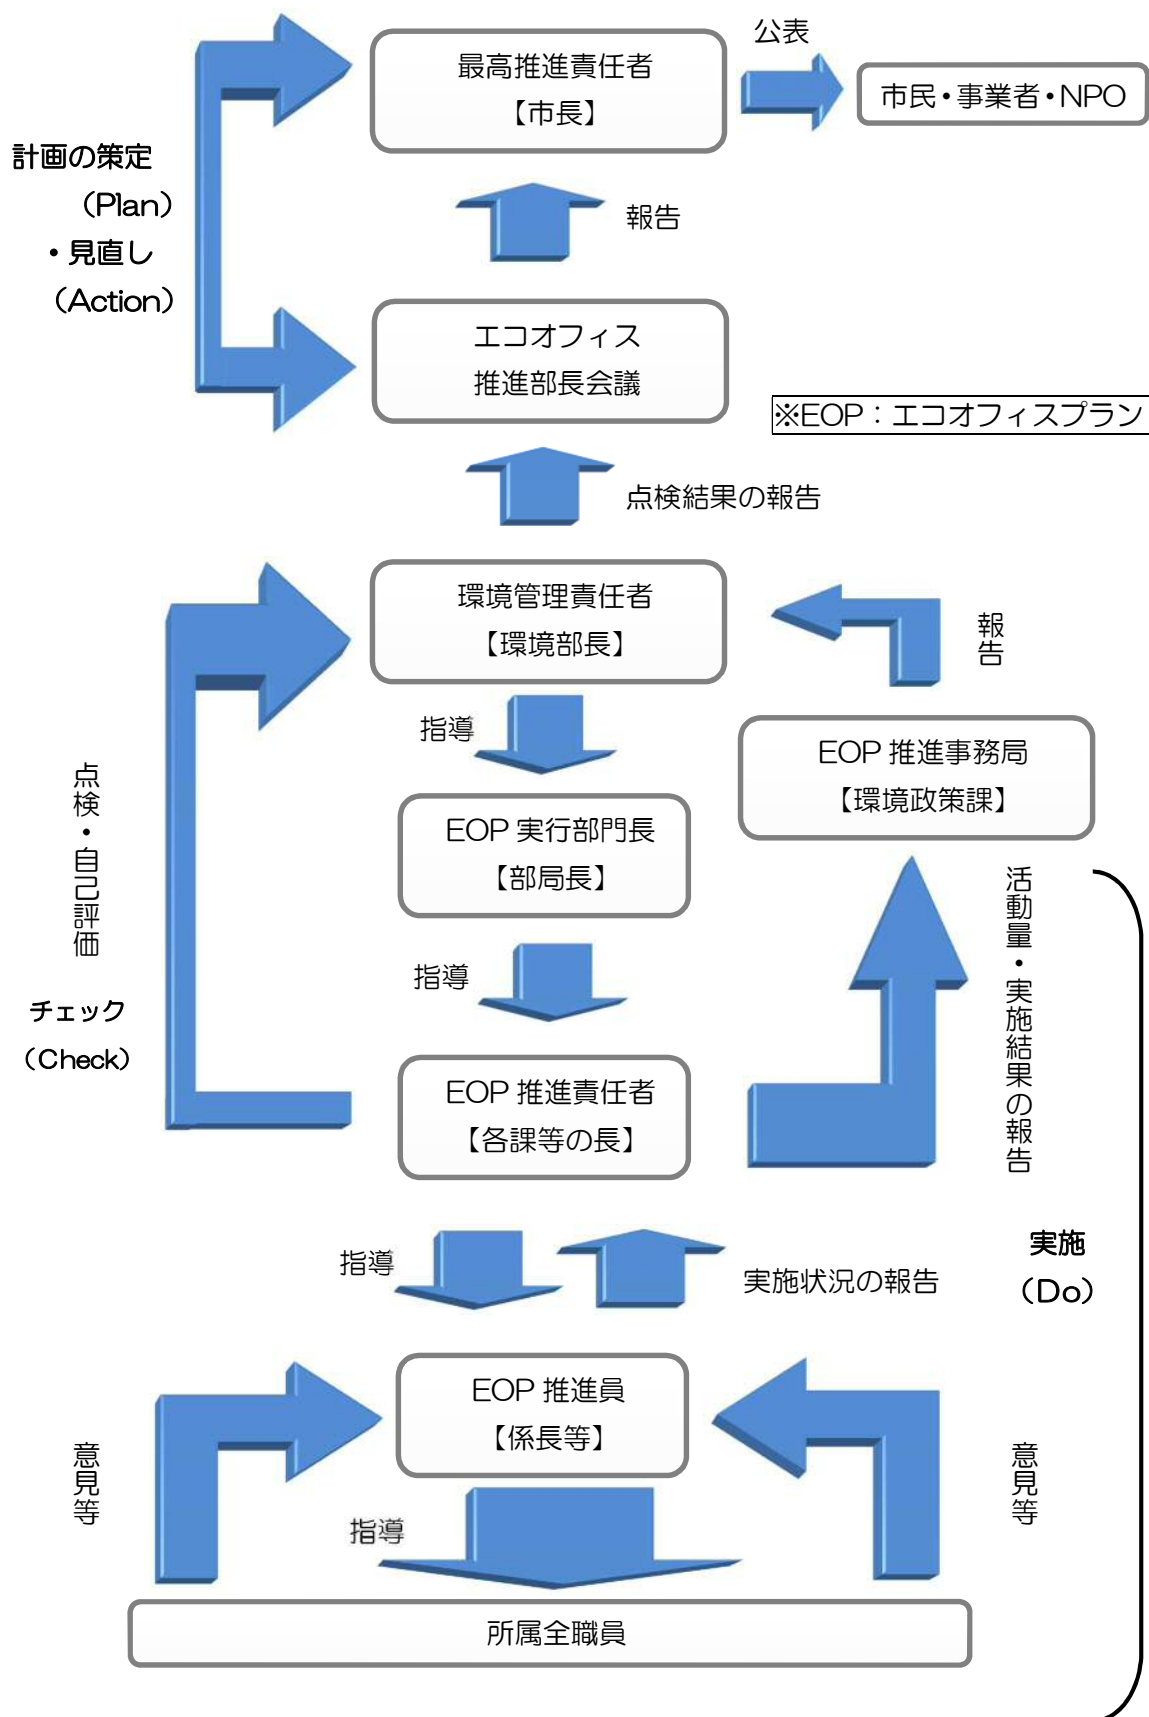 公表
最高推進責任者
【市長】
市民・事業者・NPO
計画の策定
（Plan）
・見直し
（Action）
報告
エコオフィス
推進部長会議
※EOP：エコオフィスプラン
点検結果の報告
環境管理責任者
【環境部長】
報告
指導
EOP 推進事務局
【環境政策課】
点検・自己評価
EOP 実行部門長
【部局長】
活動量・実施結果の報告
指導
チェック
（Check）
EOP 推進責任者
【各課等の長】
指導
実施状況の報告
実施
（Do）
EOP 推進員
【係長等】
意見等
意見等
指導
所属全職員